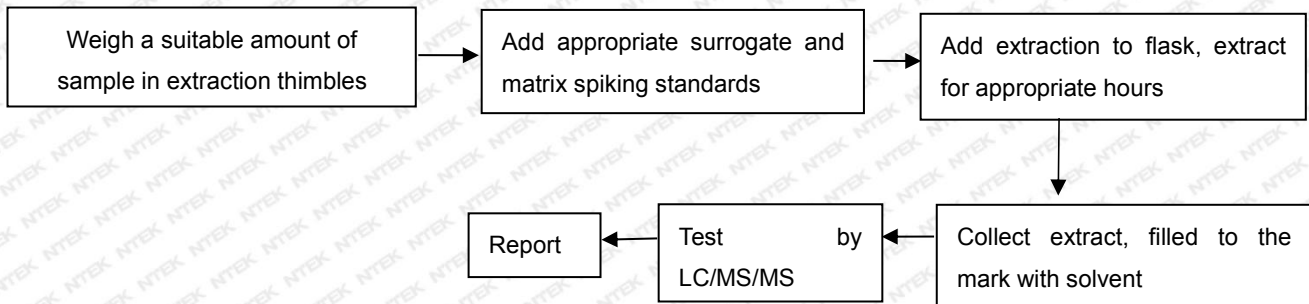 Weigh a suitable amount of
sample in extraction thimbles
Add appropriate surrogate and
matrix spiking standards
Add extraction to flask, extract
for appropriate hours
Collect extract, filled to the
mark with solvent
Test by
LC/MS/MS
Report